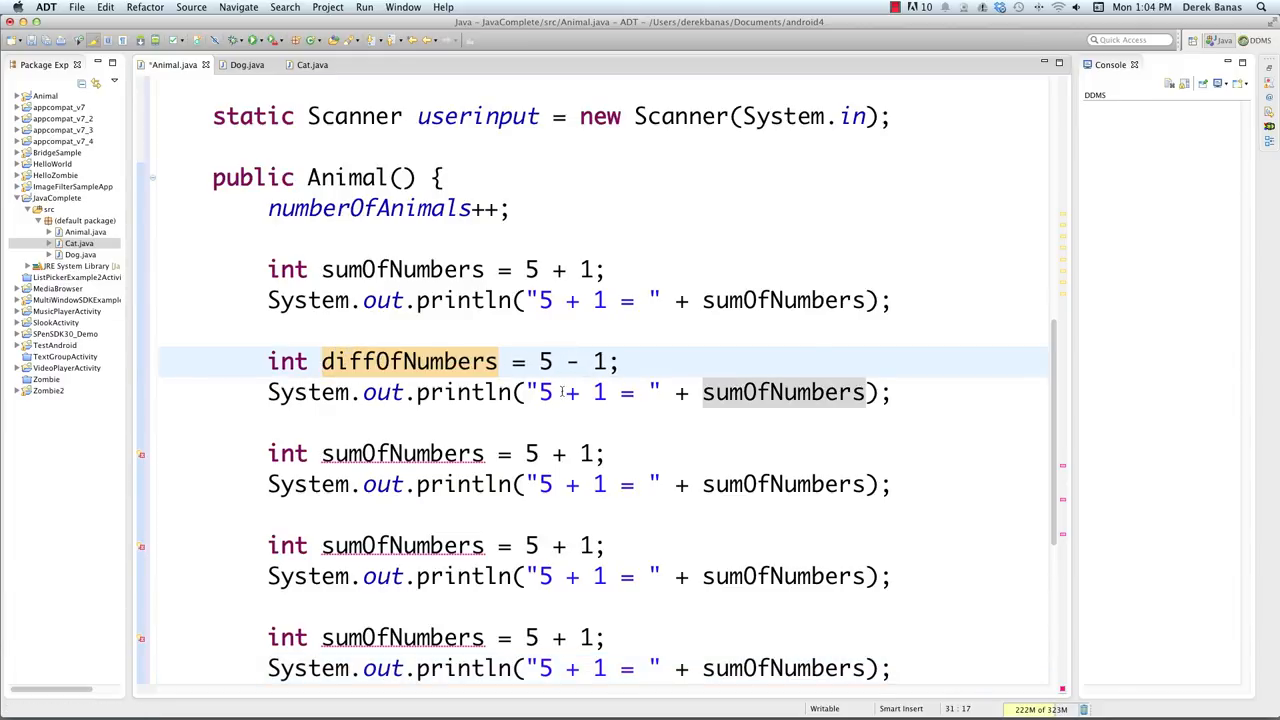 ADT File Edit Refactor Source Navigate Search Project Run Window Help 10 Mon 1:04 PM Derek Banas
Java – JavaComplete/src/Animal.java – ADT – /Users/derekbanas/Documents/android4
Quick Access Java DDMS
Package Exp
*Animal.java Dog.java Cat.java
Console
DDMS
Animal
appcompat_v7
appcompat_v7_2
appcompat_v7_3
appcompat_v7_4
BridgeSample
HelloWorld
HelloZombie
ImageFilterSampleApp
JavaComplete
src
(default package)
Animal.java
Cat.java
Dog.java
JRE System Library [Ja
ListPickerExample2Activi
MediaBrowser
MultiWindowSDKExample
MusicPlayerActivity
SlookActivity
SPenSDK30_Demo
TestAndroid
TextGroupActivity
VideoPlayerActivity
Zombie
Zombie2
static Scanner userinput = new Scanner(System.in);
public Animal() {
numberOfAnimals++;
int sumOfNumbers = 5 + 1;
System.out.println("5 + 1 = " + sumOfNumbers);
int diffOfNumbers = 5 - 1;
System.out.println("5 + 1 = " + sumOfNumbers);
int sumOfNumbers = 5 + 1;
System.out.println("5 + 1 = " + sumOfNumbers);
int sumOfNumbers = 5 + 1;
System.out.println("5 + 1 = " + sumOfNumbers);
int sumOfNumbers = 5 + 1;
System.out.println("5 + 1 = " + sumOfNumbers);
Writable Smart Insert 31 : 17 222M of 323M